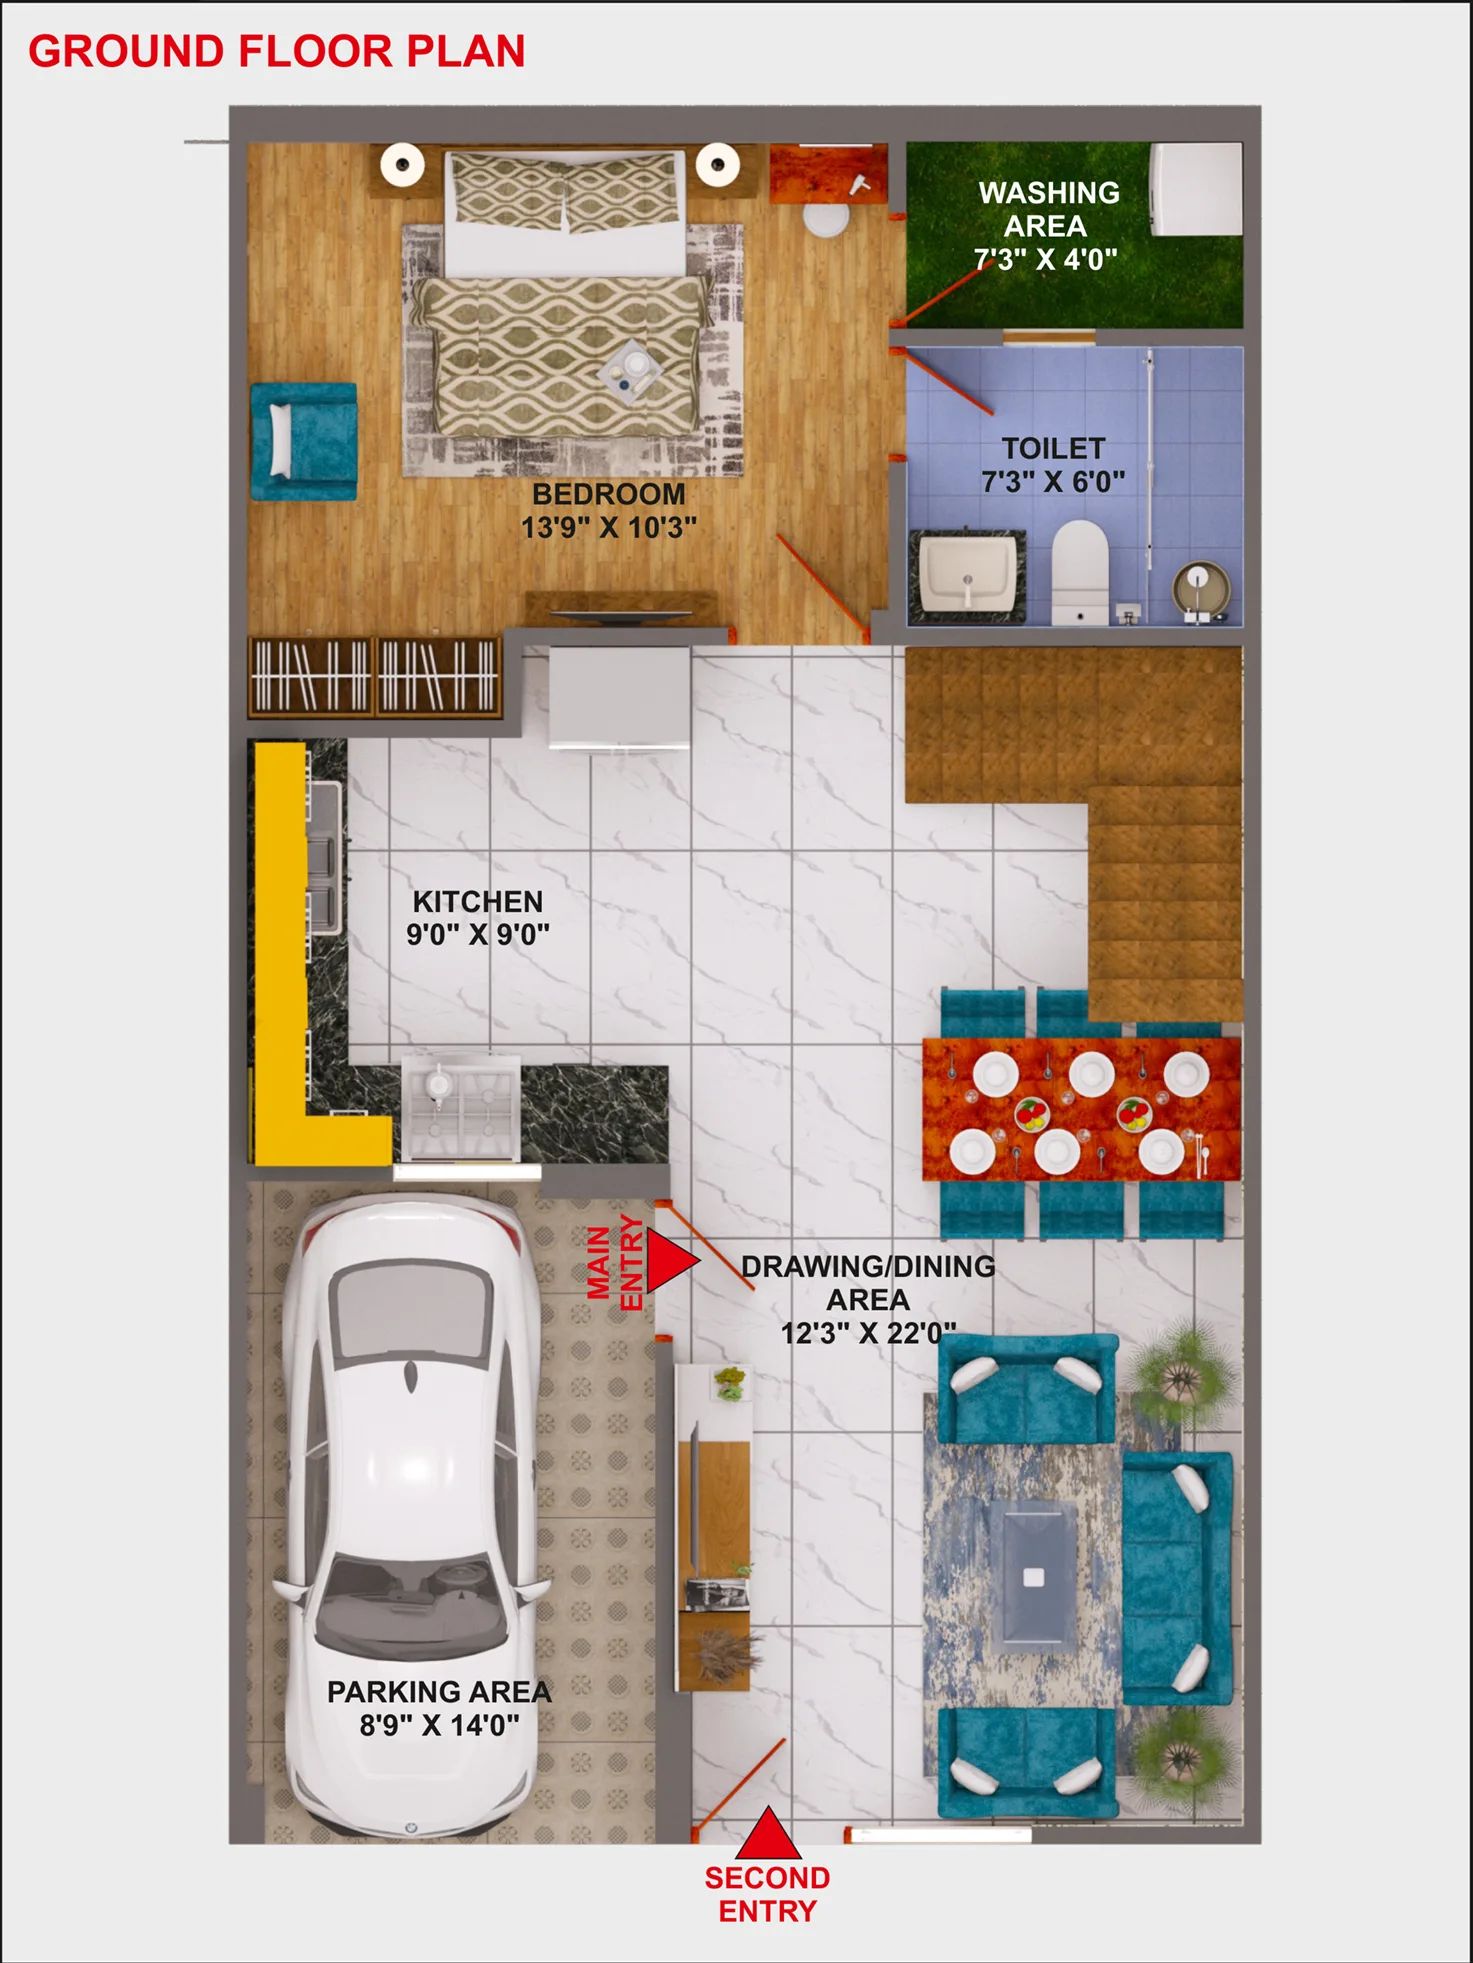 GROUND FLOOR PLAN
WASHING
AREA
7'3" X 4'0"
TOILET
7'3" X 6'0"
BEDROOM
13'9" X 10'3"
KITCHEN
9'0" X 9'0"
MAIN
ENTRY
DRAWING/DINING
AREA
12'3" X 22'0"
PARKING AREA
8'9" X 14'0"
SECOND
ENTRY